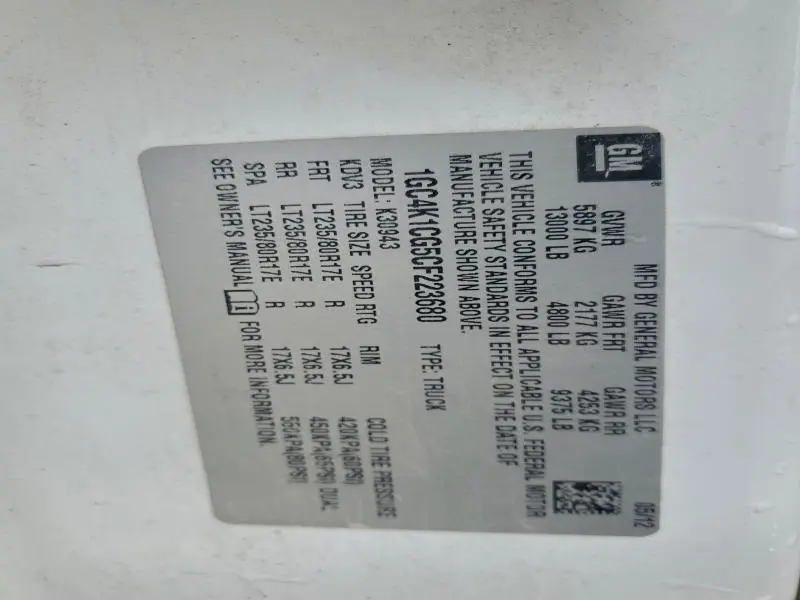 GM
®
MFD BY GENERAL MOTORS LLC 05/12
GVWR GAWR FRT GAWR RR
5897 KG 2177 KG 4253 KG
13000 LB 4800 LB 9375 LB
THIS VEHICLE CONFORMS TO ALL APPLICABLE U.S. FEDERAL MOTOR
VEHICLE SAFETY STANDARDS IN EFFECT ON THE DATE OF
MANUFACTURE SHOWN ABOVE.
1GC4K1CG5CF223680 TYPE: TRUCK
MODEL: K30943
KDV3 TIRE SIZE SPEED RTG RIM COLD TIRE PRESSURE
FRT LT235/80R17E R 17X6.5J 420KPA(60PSI)
RR LT235/80R17E R 17X6.5J 450KPA(65PSI) DUAL
SPA LT235/80R17E R 17X6.5J 550KPA(80PSI)
SEE OWNER'S MANUAL FOR MORE INFORMATION.